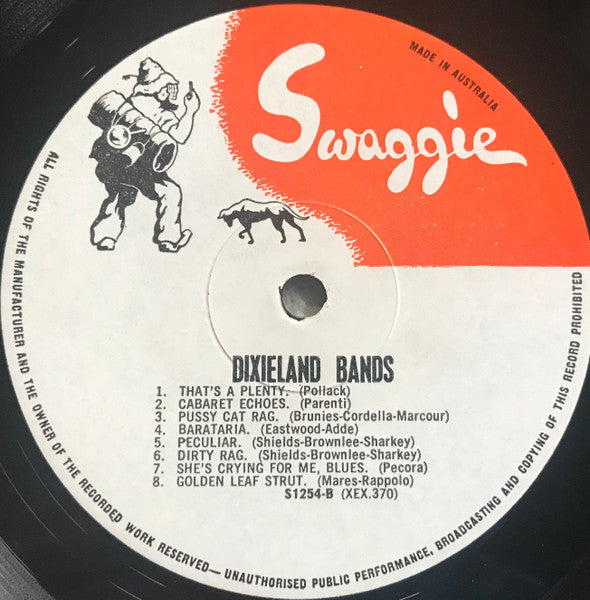 Swaggie
MADE IN AUSTRALIA
DIXIELAND BANDS
1. THAT'S A PLENTY. (Pollack)
2. CABARET ECHOES. (Parenti)
3. PUSSY CAT RAG. (Brunies-Cordella-Marcour)
4. BARATARIA. (Eastwood-Adde)
5. PECULIAR. (Shields-Brownlee-Sharkey)
6. DIRTY RAG. (Shields-Brownlee-Sharkey)
7. SHE'S CRYING FOR ME, BLUES. (Pecora)
8. GOLDEN LEAF STRUT. (Mares-Rappolo)
S1254-B (XEX.370)
ALL RIGHTS OF THE MANUFACTURER AND THE OWNER OF THE RECORDED WORK RESERVED— UNAUTHORISED PUBLIC PERFORMANCE, BROADCASTING AND COPYING OF THIS RECORD PROHIBITED